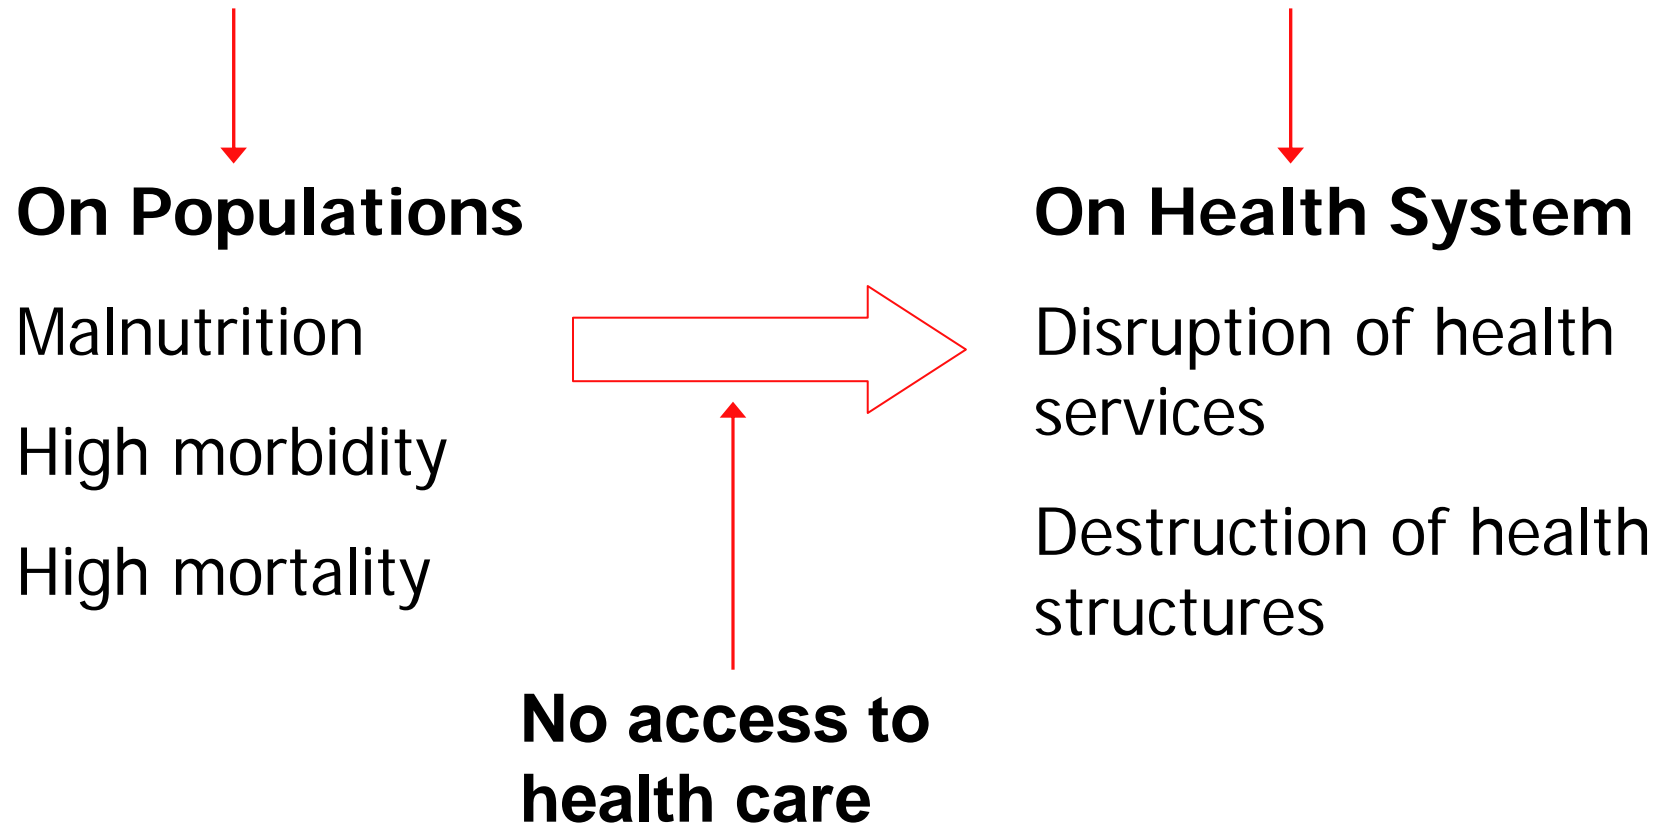 On Populations
Malnutrition
High morbidity
High mortality
On Health System
Disruption of health
services
Destruction of health
structures
No access to
health care